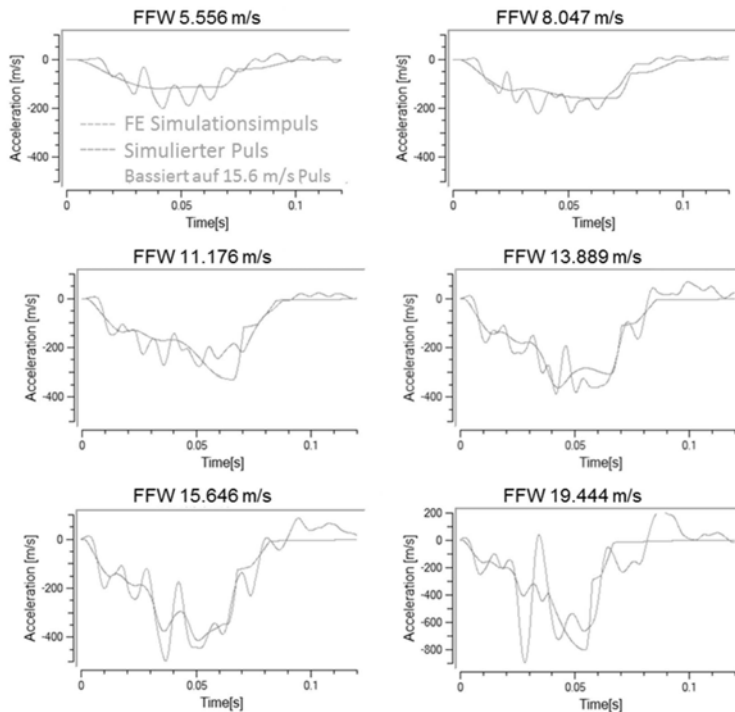 FFW 5.556 m/s
FFW 8.047 m/s
Acceleration [m/s]
0
-200
-400
FE Simulationsimpuls
Simulierter Puls
Bassiert auf 15.6 m/s Puls
0
0.05
0.1
Time[s]
Acceleration [m/s]
0
-200
-400
0
0.05
0.1
Time[s]
FFW 11.176 m/s
FFW 13.889 m/s
Acceleration [m/s]
0
-200
-400
0
0.05
0.1
Time[s]
Acceleration [m/s]
0
-200
-400
0
0.05
0.1
Time[s]
FFW 15.646 m/s
FFW 19.444 m/s
Acceleration [m/s]
0
-200
-400
0
0.05
0.1
Time[s]
Acceleration [m/s]
200
0
-200
-400
-600
-800
0
0.05
0.1
Time[s]